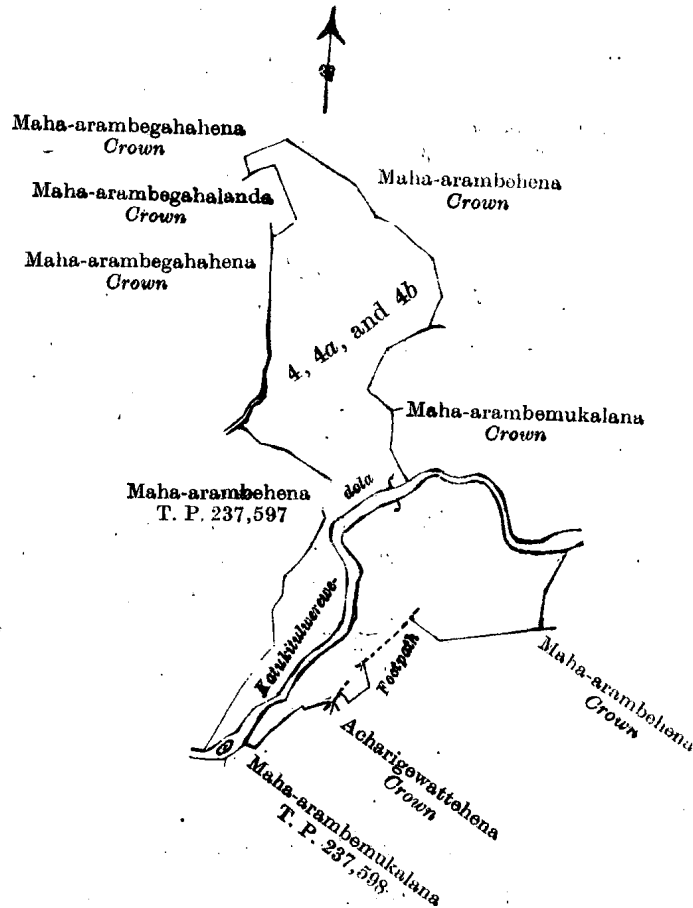 Maha-arambegahahena
Crown
Maha-arambegahalanda
Crown
Maha-arambegahahena
Crown
Maha-arambehena
Crown
4, 4a, and 4b
Maha-arambemukalana
Crown
Maha-arambehena
T. P. 237,597
dola
Katukitulwerewe-
Footpath
Maha-arambehena
Crown
Acharigewattehena
Crown
Maha-arambemukalana
T. P. 237,598